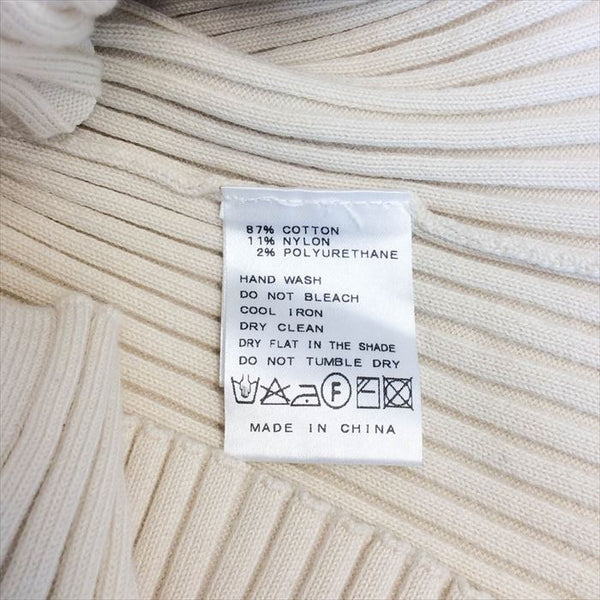 87% COTTON
11% NYLON
2% POLYURETHANE
HAND WASH
DO NOT BLEACH
COOL IRON
DRY CLEAN
DRY FLAT IN THE SHADE
DO NOT TUMBLE DRY
F
MADE IN CHINA